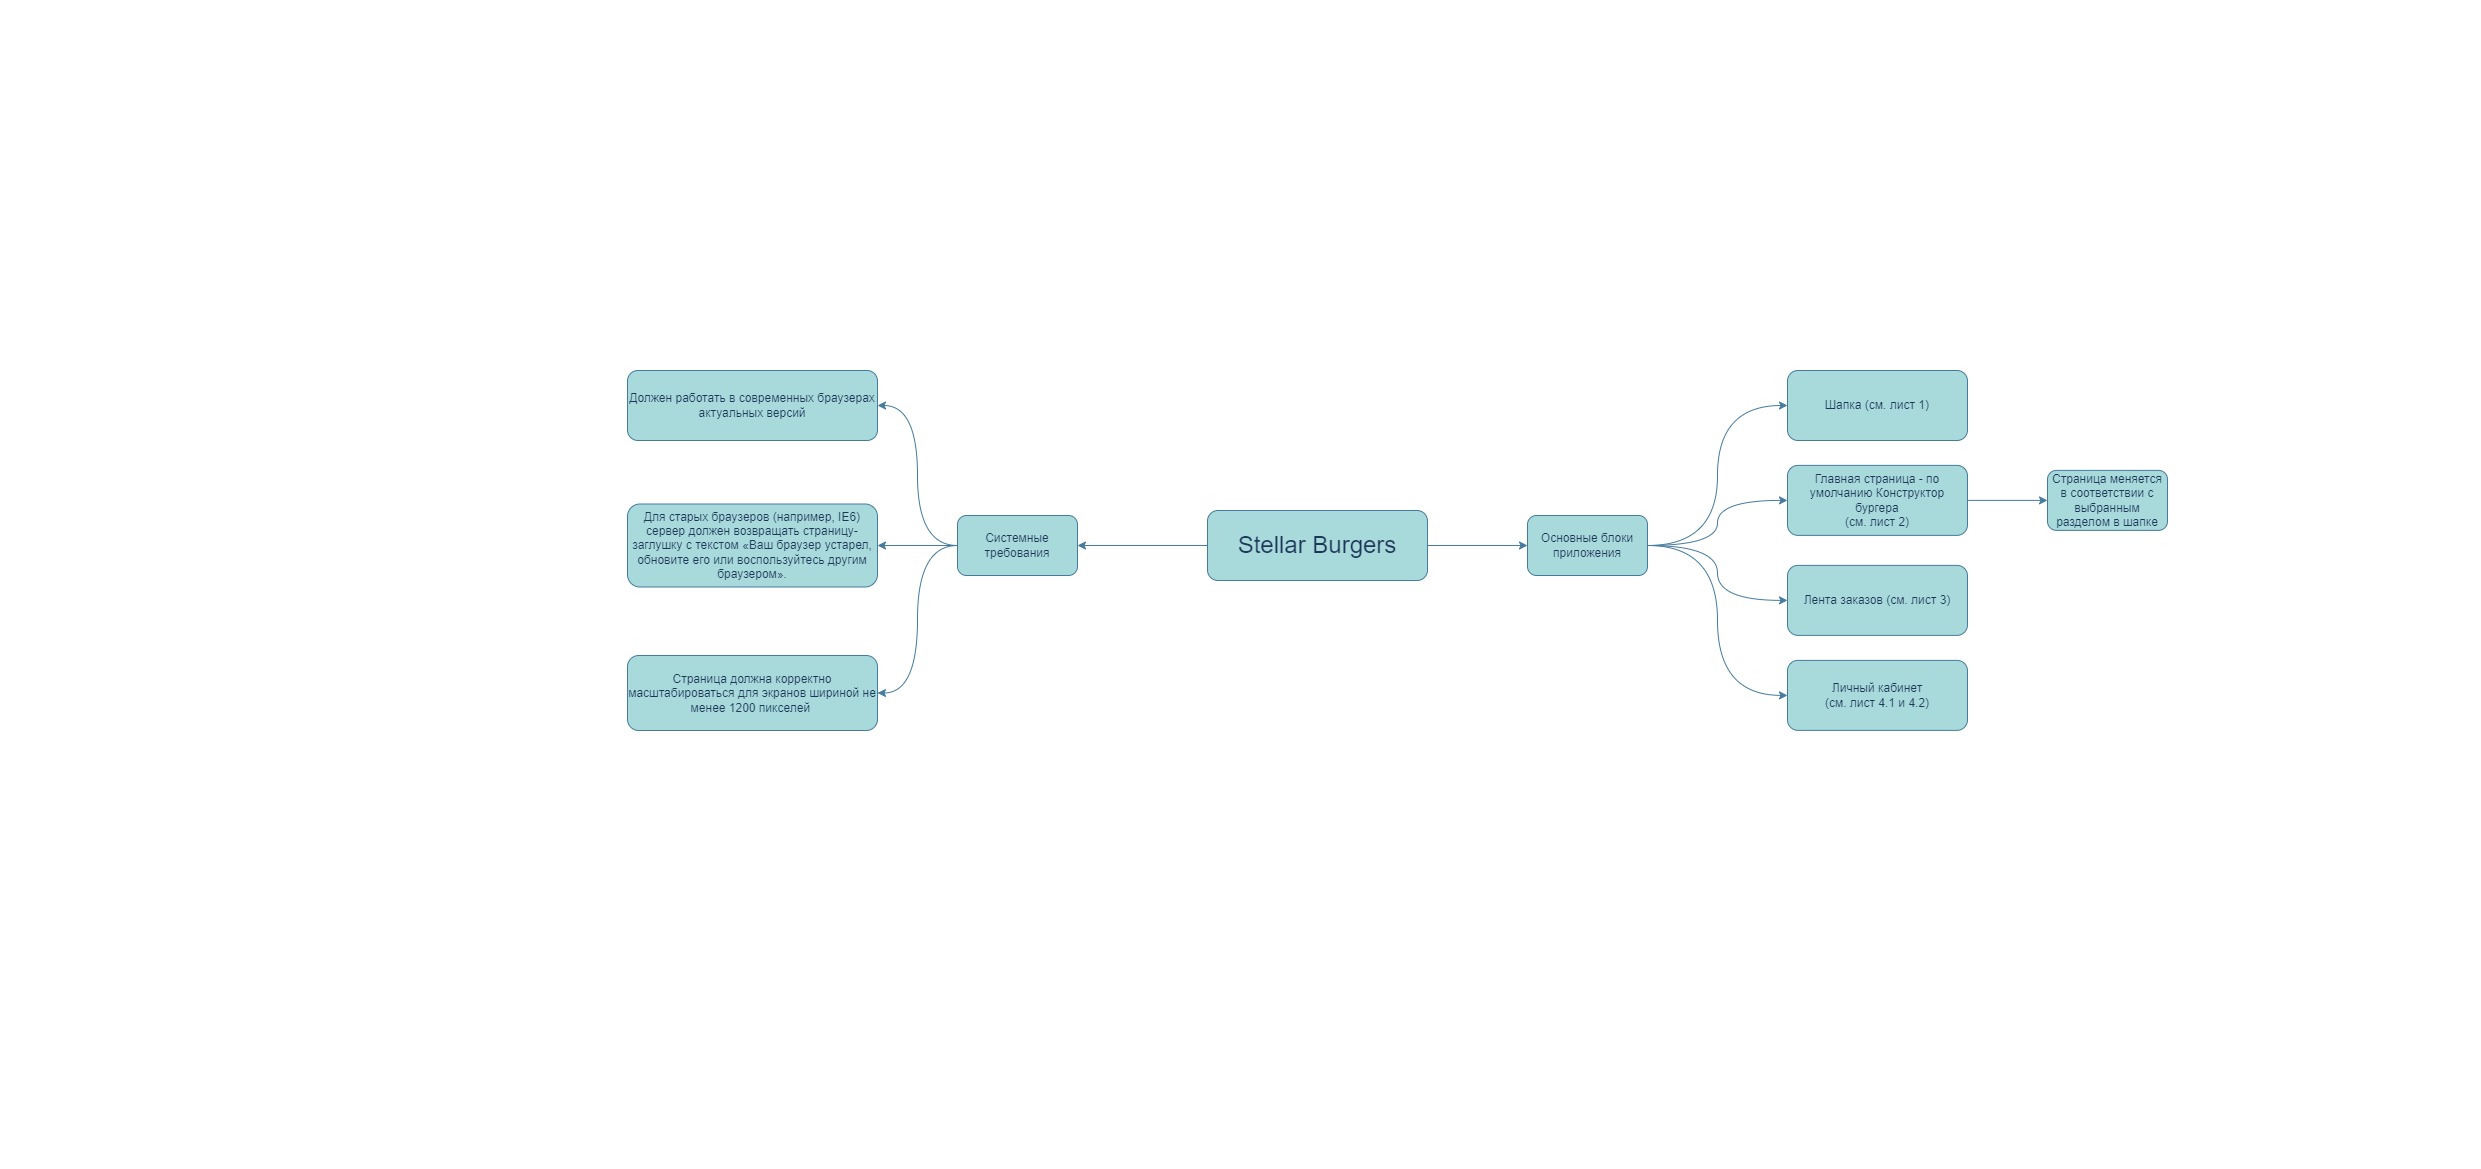 Должен работать в современных браузерах
актуальных версий
Для старых браузеров (например, IE6)
сервер должен возвращать страницу-
заглушку с текстом «Ваш браузер устарел,
обновите его или воспользуйтесь другим
браузером».
Страница должна корректно
масштабироваться для экранов шириной не
менее 1200 пикселей
Системные
требования
Stellar Burgers
Основные блоки
приложения
Шапка (см. лист 1)
Главная страница - по
умолчанию Конструктор
бургера
(см. лист 2)
Страница меняется
в соответствии с
выбранным
разделом в шапке
Лента заказов (см. лист 3)
Личный кабинет
(см. лист 4.1 и 4.2)